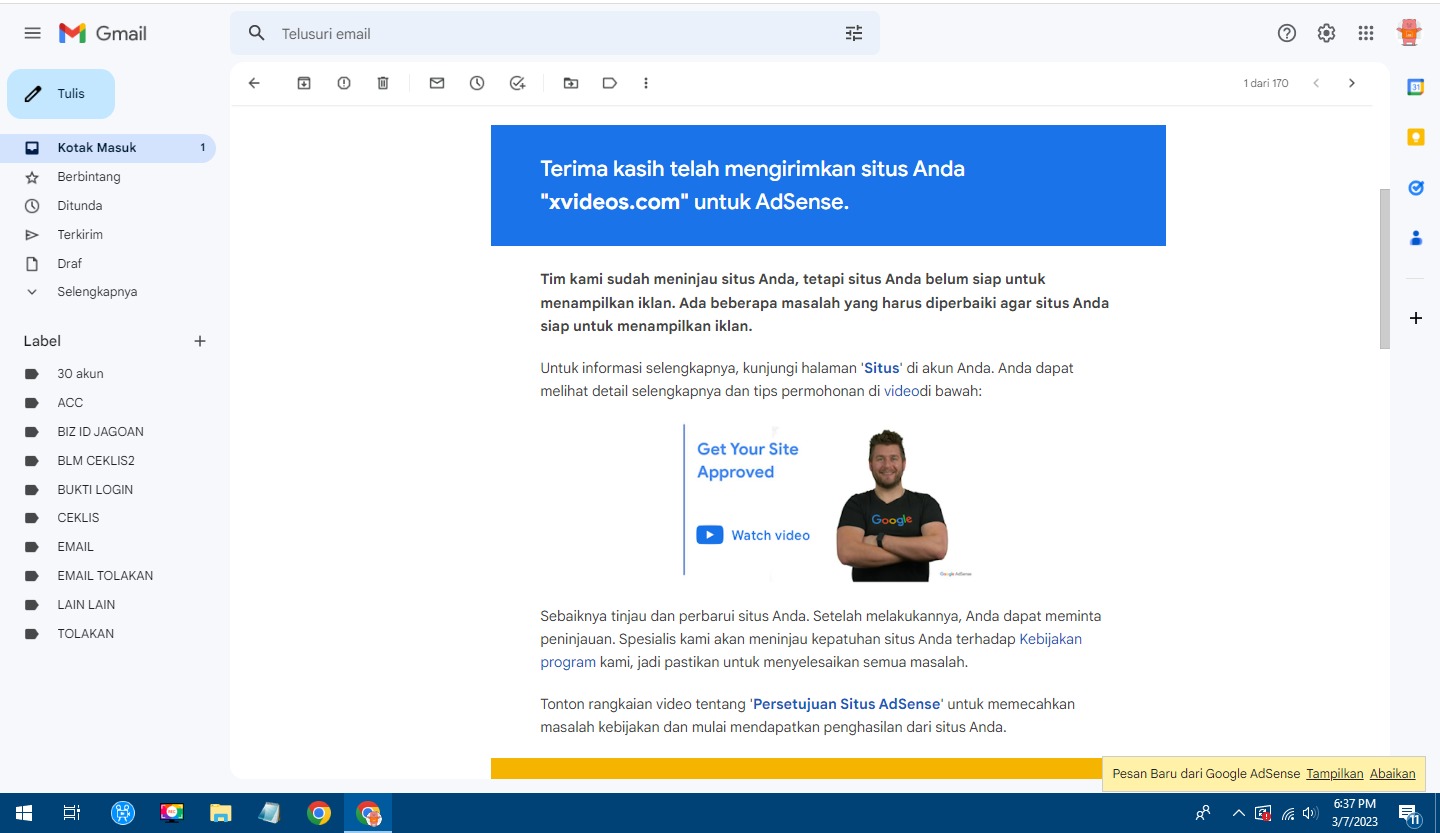 Gmail
Telusuri email
Tulis
1 dari 170
Kotak Masuk 1
Berbintang
Ditunda
Terkirim
Draf
Selengkapnya
Label
30 akun
ACC
BIZ ID JAGOAN
BLM CEKLIS2
BUKTI LOGIN
CEKLIS
EMAIL
EMAIL TOLAKAN
LAIN LAIN
TOLAKAN
Terima kasih telah mengirimkan situs Anda
"xvideos.com" untuk AdSense.
Tim kami sudah meninjau situs Anda, tetapi situs Anda belum siap untuk
menampilkan iklan. Ada beberapa masalah yang harus diperbaiki agar situs Anda
siap untuk menampilkan iklan.
Untuk informasi selengkapnya, kunjungi halaman 'Situs' di akun Anda. Anda dapat
melihat detail selengkapnya dan tips permohonan di videodi bawah:
Get Your Site
Approved
Watch video
Google
Google AdSense
Sebaiknya tinjau dan perbarui situs Anda. Setelah melakukannya, Anda dapat meminta
peninjauan. Spesialis kami akan meninjau kepatuhan situs Anda terhadap Kebijakan
program kami, jadi pastikan untuk menyelesaikan semua masalah.
Tonton rangkaian video tentang 'Persetujuan Situs AdSense' untuk memecahkan
masalah kebijakan dan mulai mendapatkan penghasilan dari situs Anda.
31
Pesan Baru dari Google AdSense Tampilkan Abaikan
6:37 PM
3/7/2023
11